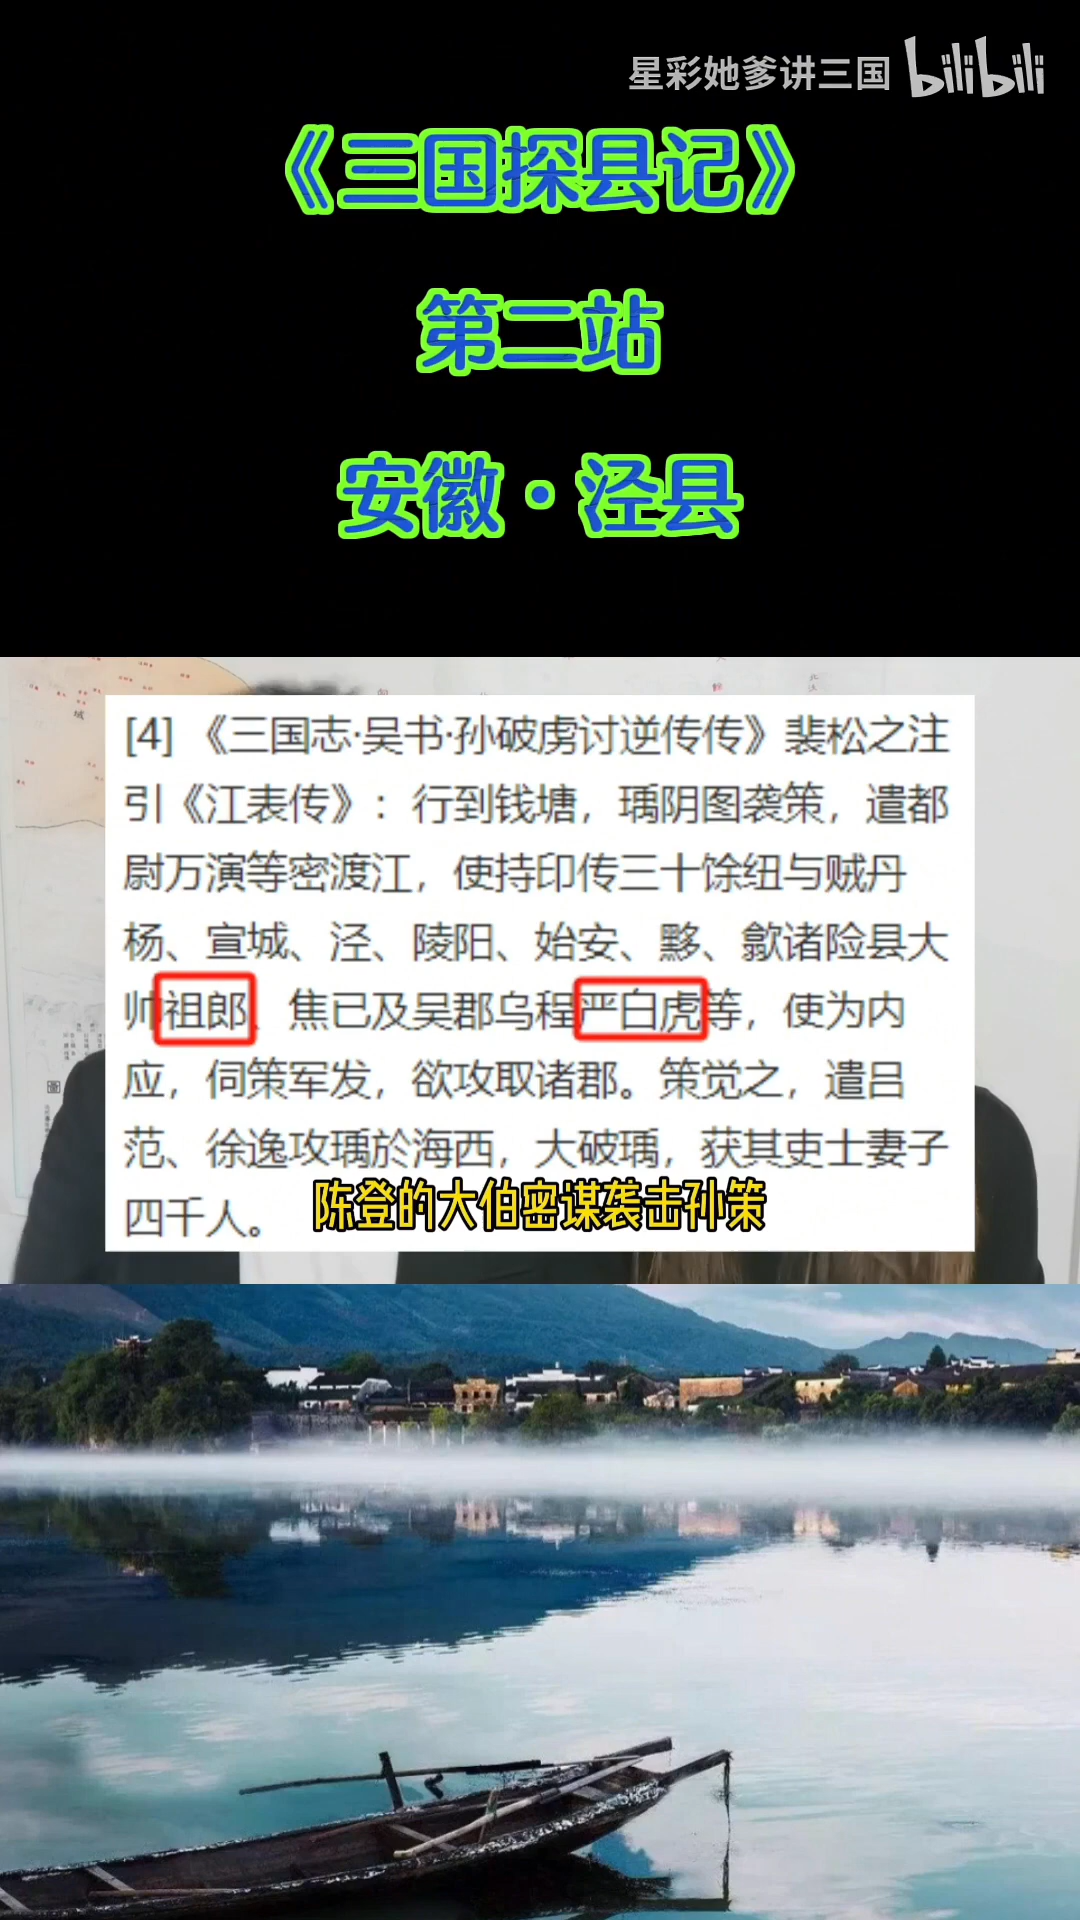 星彩她爹讲三国 bilibili
《三国探县记》
第二站
安徽·泾县
[4] 《三国志·吴书·孙破虏讨逆传传》裴松之注
引《江表传》：行到钱塘，瑀阴图袭策，遣都
尉万演等密渡江，使持印传三十馀纽与贼丹
杨、宣城、泾、陵阳、始安、黟、歙诸险县大
帅祖郎、焦已及吴郡乌程严白虎等，使为内
应，伺策军发，欲攻取诸郡。策觉之，遣吕
范、徐逸攻瑀於海西，大破瑀，获其吏士妻子
四千人。
陈登的大伯密谋袭击孙策